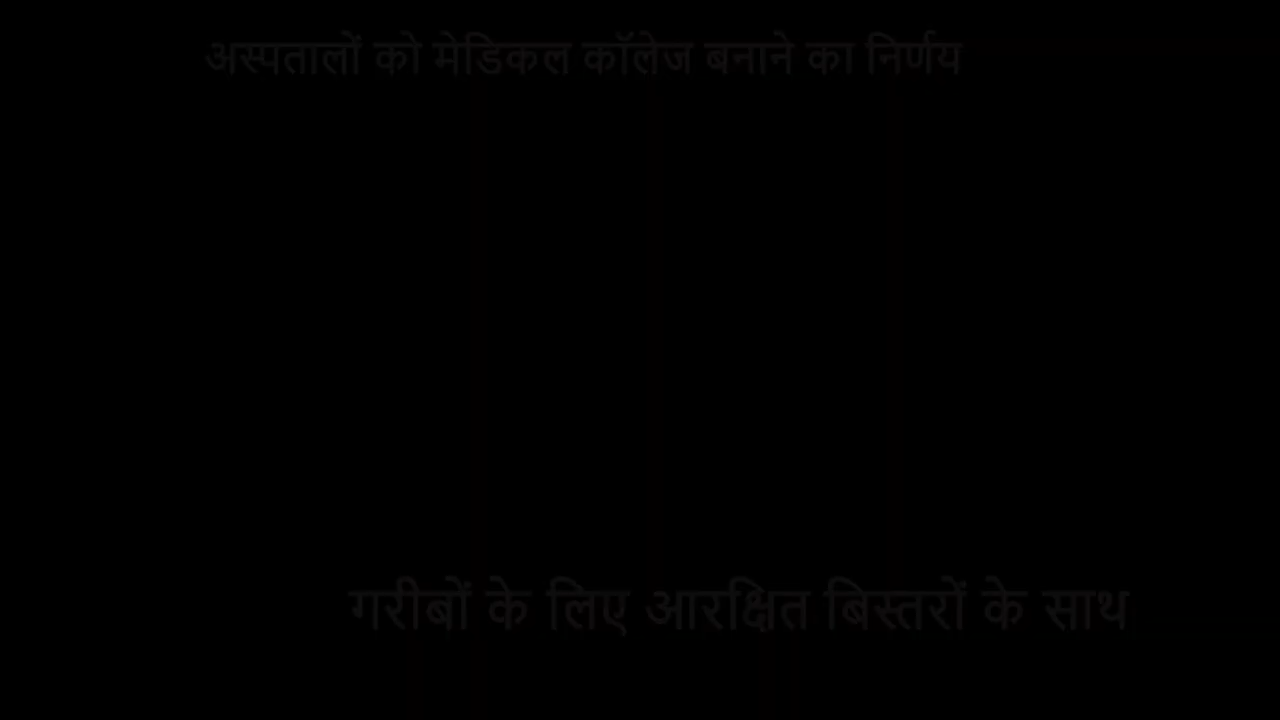 अस्पतालों को मेडिकल कॉलेज बनाने का निर्णय
गरीबों के लिए आरक्षित बिस्तरों के साथ